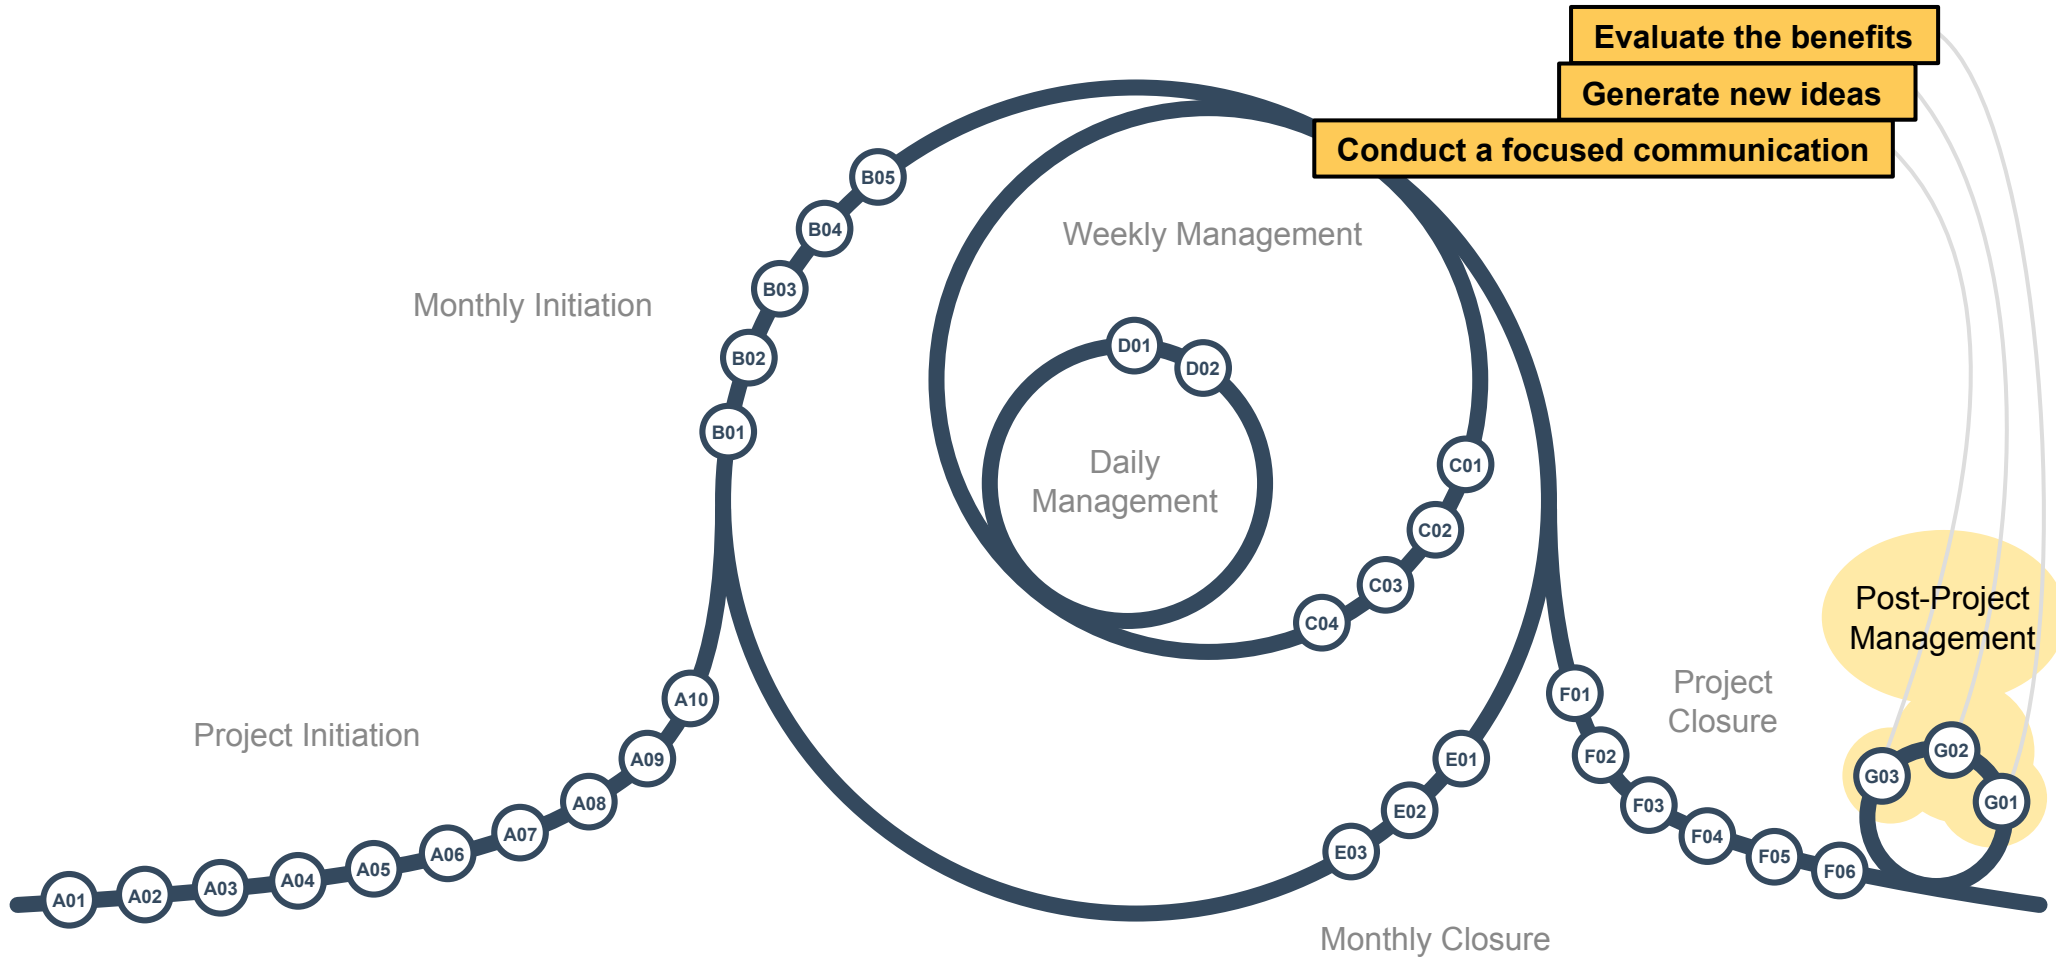 Evaluate the benefits
Generate new ideas
Conduct a focused communication
B05
B04
Weekly Management
B03
Monthly Initiation
D01
B02
D02
B01
Daily
Management
C01
C02
C03
C04
Post-Project
Management
Project
Closure
F01
A10
Project Initiation
G02
F02
A09
E01
G03
A08
G01
F03
E02
A07
F04
A06
E03
F05
A05
F06
A04
A03
A02
A01
Monthly Closure